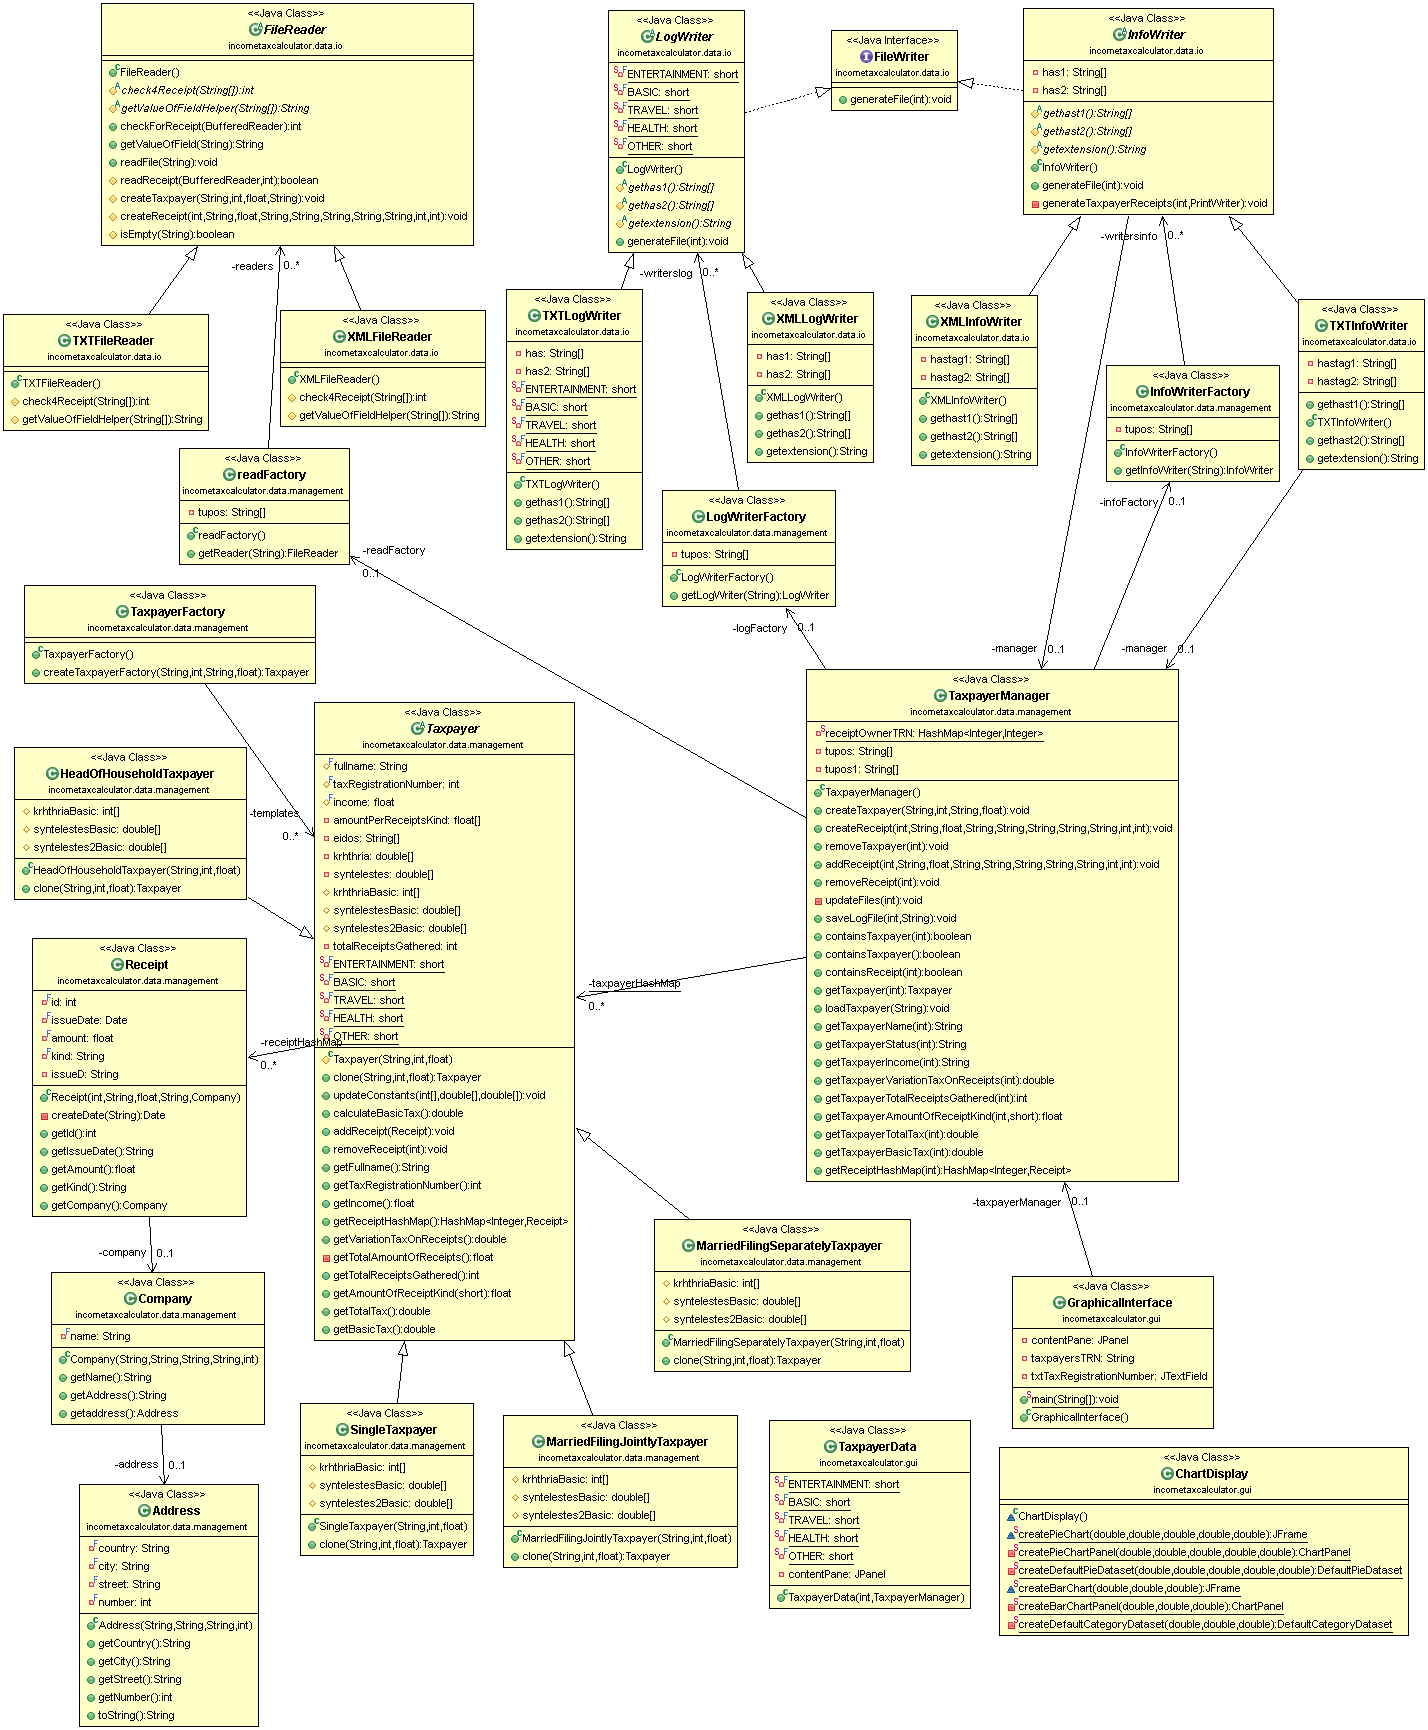 <<Java Class>>
FileReader
incometaxcalculator.data.io
FileReader()
check4Receipt(String[]):int
getValueOfFieldHelper(String[]):String
checkForReceipt(BufferedReader):int
getValueOfField(String):String
readFile(String):void
readReceipt(BufferedReader,int):boolean
createTaxpayer(String,int,float,String):void
createReceipt(int,String,float,String,String,String,String,String,int,int):void
isEmpty(String):boolean
<<Java Class>>
LogWriter
incometaxcalculator.data.io
ENTERTAINMENT: short
BASIC: short
TRAVEL: short
HEALTH: short
OTHER: short
LogWriter()
gethas1():String[]
gethas2():String[]
getextension():String
generateFile(int):void
<<Java Interface>>
FileWriter
incometaxcalculator.data.io
generateFile(int):void
<<Java Class>>
InfoWriter
incometaxcalculator.data.io
has1: String[]
has2: String[]
gethast1():String[]
gethast2():String[]
getextension():String
InfoWriter()
generateFile(int):void
generateTaxpayerReceipts(int,PrintWriter):void
-readers
0..*
-writerslog
0..*
-writersinfo
0..*
<<Java Class>>
TXTFileReader
incometaxcalculator.data.io
TXTFileReader()
check4Receipt(String[]):int
getValueOfFieldHelper(String[]):String
<<Java Class>>
XMLFileReader
incometaxcalculator.data.io
XMLFileReader()
check4Receipt(String[]):int
getValueOfFieldHelper(String[]):String
<<Java Class>>
TXTLogWriter
incometaxcalculator.data.io
has: String[]
has2: String[]
ENTERTAINMENT: short
BASIC: short
TRAVEL: short
HEALTH: short
OTHER: short
TXTLogWriter()
gethas1():String[]
gethas2():String[]
getextension():String
<<Java Class>>
XMLLogWriter
incometaxcalculator.data.io
has1: String[]
has2: String[]
XMLLogWriter()
gethas1():String[]
gethas2():String[]
getextension():String
<<Java Class>>
XMLInfoWriter
incometaxcalculator.data.io
hastag1: String[]
hastag2: String[]
XMLInfoWriter()
gethast1():String[]
gethast2():String[]
getextension():String
<<Java Class>>
InfoWriterFactory
incometaxcalculator.data.management
tupos: String[]
InfoWriterFactory()
getInfoWriter(String):InfoWriter
<<Java Class>>
TXTInfoWriter
incometaxcalculator.data.io
hastag1: String[]
hastag2: String[]
gethast1():String[]
TXTInfoWriter()
gethast2():String[]
getextension():String
<<Java Class>>
readFactory
incometaxcalculator.data.management
tupos: String[]
readFactory()
getReader(String):FileReader
-readFactory
0..1
<<Java Class>>
LogWriterFactory
incometaxcalculator.data.management
tupos: String[]
LogWriterFactory()
getLogWriter(String):LogWriter
-infoFactory
0..1
-logFactory
0..1
-manager
0..1
-manager
0..1
<<Java Class>>
TaxpayerFactory
incometaxcalculator.data.management
TaxpayerFactory()
createTaxpayerFactory(String,int,String,float):Taxpayer
-templates
0..*
<<Java Class>>
HeadOfHouseholdTaxpayer
incometaxcalculator.data.management
krhthriaBasic: int[]
syntelestesBasic: double[]
syntelestes2Basic: double[]
HeadOfHouseholdTaxpayer(String,int,float)
clone(String,int,float):Taxpayer
<<Java Class>>
Taxpayer
incometaxcalculator.data.management
fullname: String
taxRegistrationNumber: int
income: float
amountPerReceiptsKind: float[]
eidos: String[]
krhthria: double[]
syntelestes: double[]
krhthriaBasic: int[]
syntelestesBasic: double[]
syntelestes2Basic: double[]
totalReceiptsGathered: int
ENTERTAINMENT: short
BASIC: short
TRAVEL: short
HEALTH: short
OTHER: short
Taxpayer(String,int,float)
clone(String,int,float):Taxpayer
updateConstants(int[],double[],double[]):void
calculateBasicTax():double
addReceipt(Receipt):void
removeReceipt(int):void
getFullname():String
getTaxRegistrationNumber():int
getIncome():float
getReceiptHashMap():HashMap<Integer,Receipt>
getVariationTaxOnReceipts():double
getTotalAmountOfReceipts():float
getTotalReceiptsGathered():int
getAmountOfReceiptKind(short):float
getTotalTax():double
getBasicTax():double
<<Java Class>>
TaxpayerManager
incometaxcalculator.data.management
receiptOwnerTRN: HashMap<Integer,Integer>
tupos: String[]
tupos1: String[]
TaxpayerManager()
createTaxpayer(String,int,String,float):void
createReceipt(int,String,float,String,String,String,String,String,int,int):void
removeTaxpayer(int):void
addReceipt(int,String,float,String,String,String,String,String,int,int):void
removeReceipt(int):void
updateFiles(int):void
saveLogFile(int,String):void
containsTaxpayer(int):boolean
containsTaxpayer():boolean
containsReceipt(int):boolean
getTaxpayer(int):Taxpayer
loadTaxpayer(String):void
getTaxpayerName(int):String
getTaxpayerStatus(int):String
getTaxpayerIncome(int):String
getTaxpayerVariationTaxOnReceipts(int):double
getTaxpayerTotalReceiptsGathered(int):int
getTaxpayerAmountOfReceiptKind(int,short):float
getTaxpayerTotalTax(int):double
getTaxpayerBasicTax(int):double
getReceiptHashMap(int):HashMap<Integer,Receipt>
-taxpayerHashMap
0..*
<<Java Class>>
Receipt
incometaxcalculator.data.management
id: int
issueDate: Date
amount: float
kind: String
issueD: String
Receipt(int,String,float,String,Company)
createDate(String):Date
getId():int
getIssueDate():String
getAmount():float
getKind():String
getCompany():Company
-receiptHashMap
0..*
-company
0..1
-taxpayerManager
0..1
<<Java Class>>
Company
incometaxcalculator.data.management
name: String
Company(String,String,String,String,int)
getName():String
getAddress():String
getaddress():Address
-address
0..1
<<Java Class>>
MarriedFilingSeparatelyTaxpayer
incometaxcalculator.data.management
krhthriaBasic: int[]
syntelestesBasic: double[]
syntelestes2Basic: double[]
MarriedFilingSeparatelyTaxpayer(String,int,float)
clone(String,int,float):Taxpayer
<<Java Class>>
GraphicalInterface
incometaxcalculator.gui
contentPane: JPanel
taxpayersTRN: String
txtTaxRegistrationNumber: JTextField
main(String[]):void
GraphicalInterface()
<<Java Class>>
Address
incometaxcalculator.data.management
country: String
city: String
street: String
number: int
Address(String,String,String,int)
getCountry():String
getCity():String
getStreet():String
getNumber():int
toString():String
<<Java Class>>
SingleTaxpayer
incometaxcalculator.data.management
krhthriaBasic: int[]
syntelestesBasic: double[]
syntelestes2Basic: double[]
SingleTaxpayer(String,int,float)
clone(String,int,float):Taxpayer
<<Java Class>>
MarriedFilingJointlyTaxpayer
incometaxcalculator.data.management
krhthriaBasic: int[]
syntelestesBasic: double[]
syntelestes2Basic: double[]
MarriedFilingJointlyTaxpayer(String,int,float)
clone(String,int,float):Taxpayer
<<Java Class>>
TaxpayerData
incometaxcalculator.gui
ENTERTAINMENT: short
BASIC: short
TRAVEL: short
HEALTH: short
OTHER: short
contentPane: JPanel
TaxpayerData(int,TaxpayerManager)
<<Java Class>>
ChartDisplay
incometaxcalculator.gui
ChartDisplay()
createPieChart(double,double,double,double,double):JFrame
createPieChartPanel(double,double,double,double,double):ChartPanel
createDefaultPieDataset(double,double,double,double,double):DefaultPieDataset
createBarChart(double,double,double):JFrame
createBarChartPanel(double,double,double):ChartPanel
createDefaultCategoryDataset(double,double,double):DefaultCategoryDataset